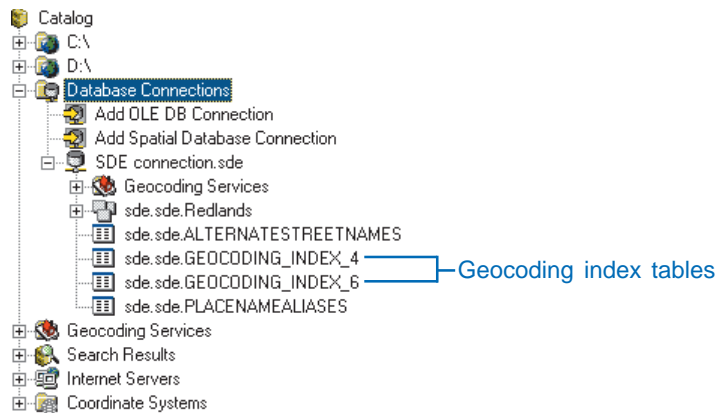 Catalog
C:\
D:\
Database Connections
Add OLE DB Connection
Add Spatial Database Connection
SDE connection.sde
Geocoding Services
sde.sde.Redlands
sde.sde.ALTERNATESTREETNAMES
sde.sde.GEOCODING_INDEX_4
Geocoding index tables
sde.sde.GEOCODING_INDEX_6
sde.sde.PLACENAMEALIASES
Geocoding Services
Search Results
Internet Servers
Coordinate Systems